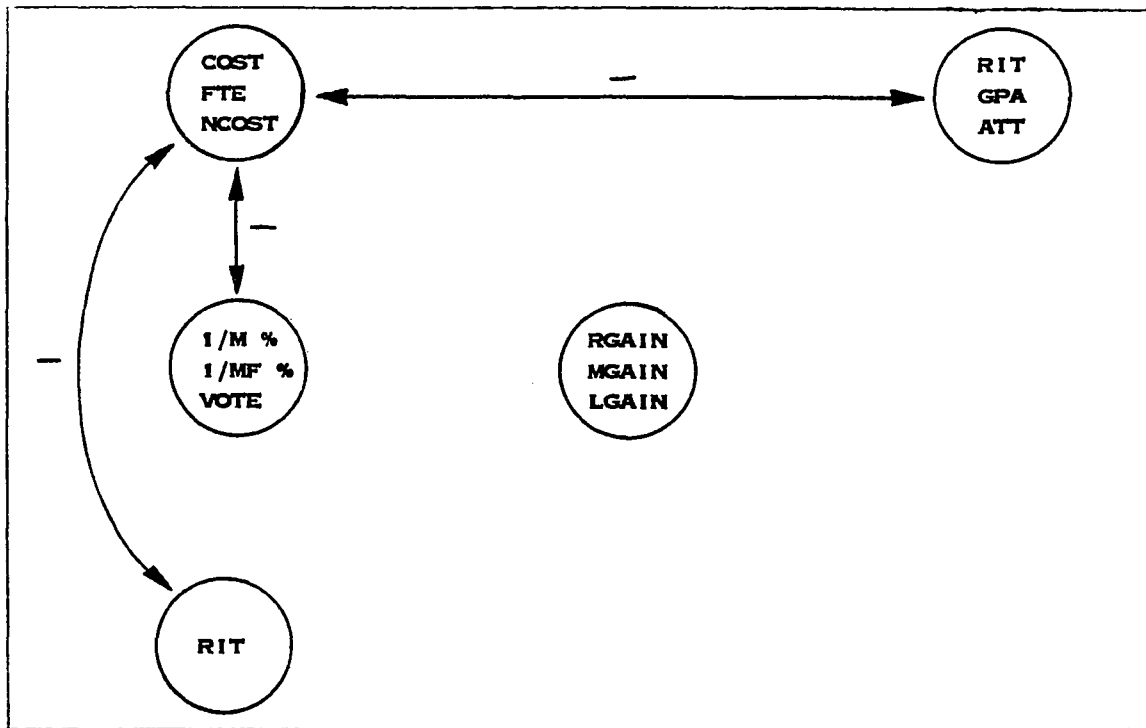 COST
FTE
NCOST
—
RIT
GPA
ATT
—
1/M %
1/MF %
VOTE
RGAIN
MGAIN
LGAIN
—
RIT